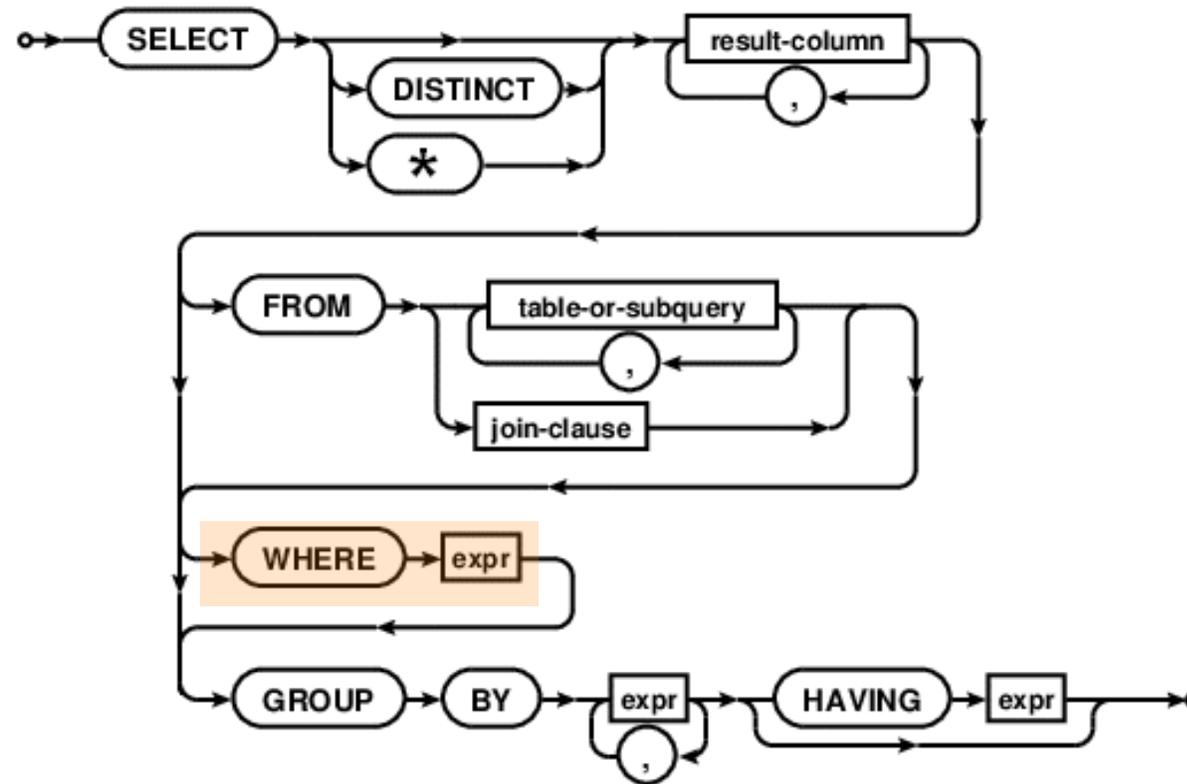 SELECT result-column
DISTINCT ,
*
FROM table-or-subquery
,
join-clause
WHERE expr
GROUP BY expr HAVING expr
,